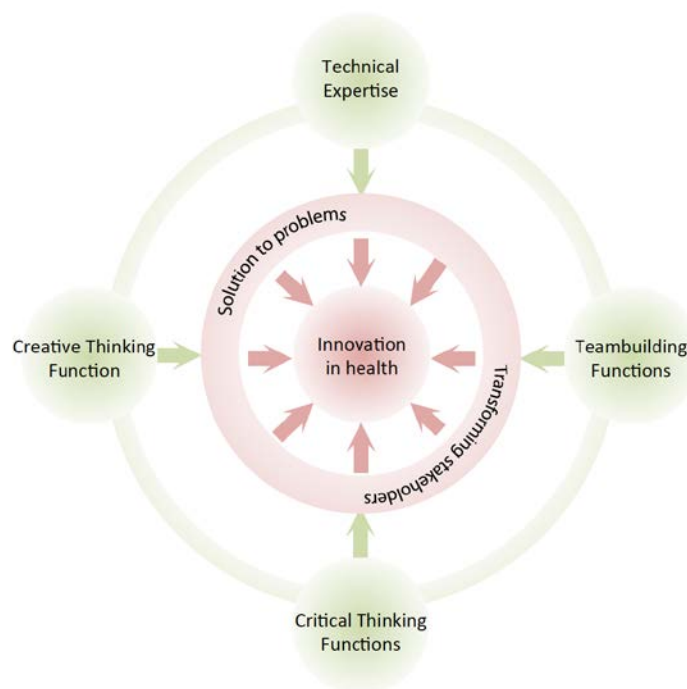 Technical
Expertise
Solution to problems
Creative Thinking
Function
Innovation
in health
Teambuilding
Functions
Transforming stakeholders
Critical Thinking
Functions